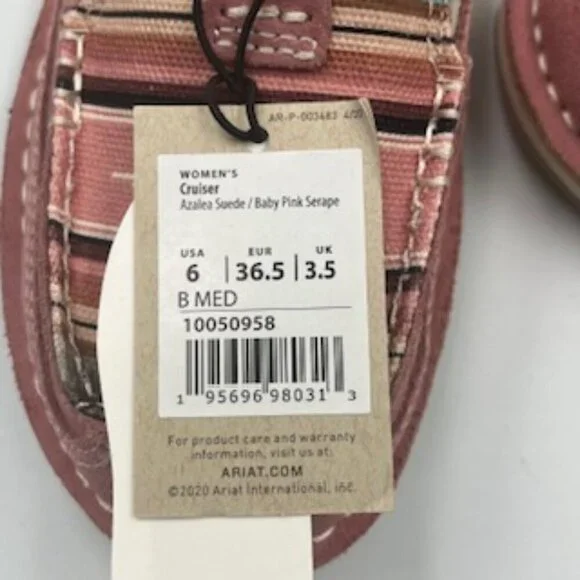 AR-P-003683 4/20
WOMEN'S
Cruiser
Azalea Suede / Baby Pink Serape
USA EUR UK
6 | 36.5 | 3.5
B MED
10050958
1 95696 98031 3
For product care and warranty
information, visit us at:
ARIAT.COM
©2020 Ariat International, Inc.